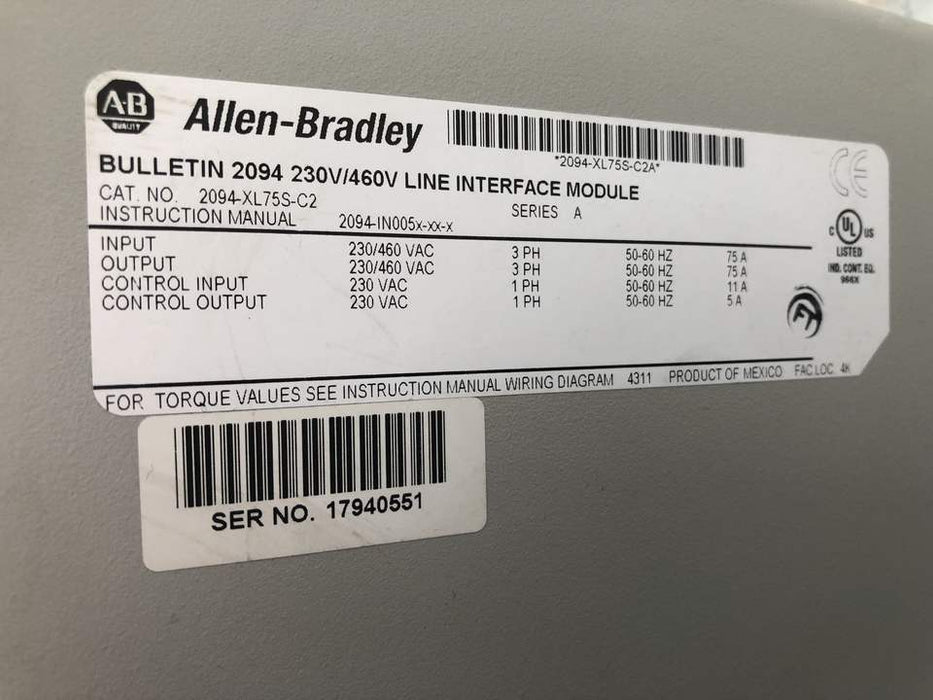 A-B
QUALITY
Allen-Bradley
*2094-XL75S-C2A*
BULLETIN 2094 230V/460V LINE INTERFACE MODULE
CAT. NO. 2094-XL75S-C2 SERIES A
INSTRUCTION MANUAL 2094-IN005x-xx-x
INPUT 230/460 VAC 3 PH 50-60 HZ 75 A
OUTPUT 230/460 VAC 3 PH 50-60 HZ 75 A
CONTROL INPUT 230 VAC 1 PH 50-60 HZ 11 A
CONTROL OUTPUT 230 VAC 1 PH 50-60 HZ 5 A
CE
C UL US
LISTED
IND. CONT. EQ.
966X
FOR TORQUE VALUES SEE INSTRUCTION MANUAL WIRING DIAGRAM 4311 PRODUCT OF MEXICO FAC.LOC. 4K
SER NO. 17940551